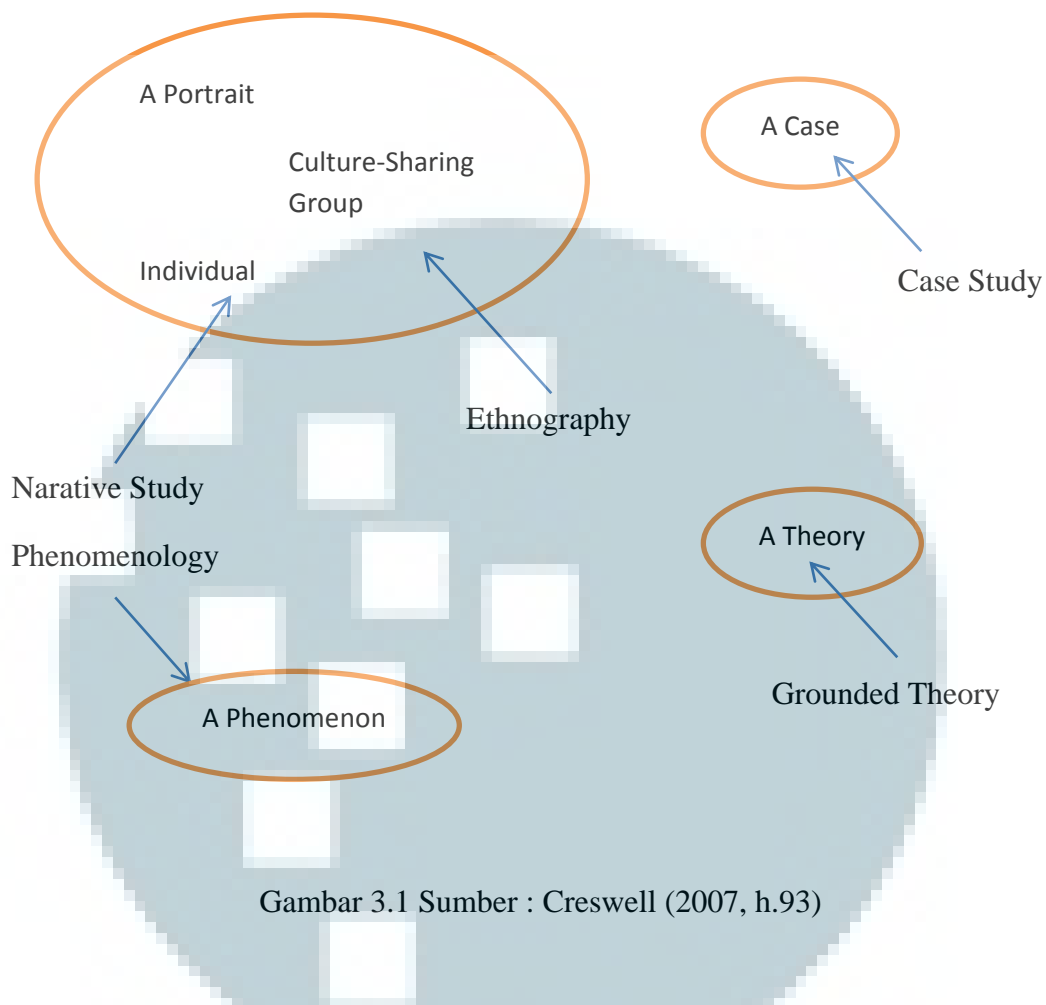 A Portrait
A Case
Culture-Sharing
Group
Individual
Case Study
Ethnography
Narative Study
A Theory
Phenomenology
Grounded Theory
A Phenomenon
Gambar 3.1 Sumber : Creswell (2007, h.93)